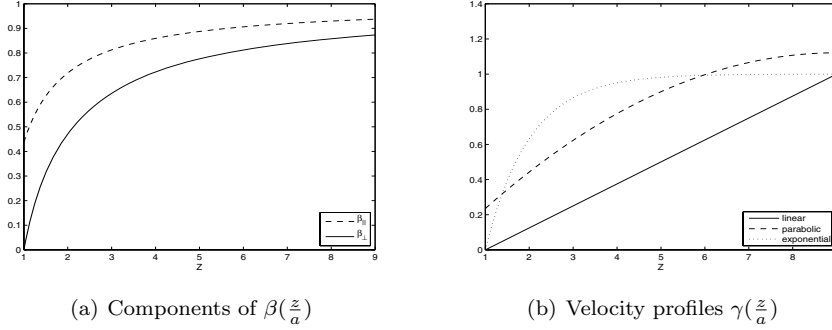 1
0.9
0.8
0.7
0.6
0.5
0.4
0.3
0.2
0.1
0
1 2 3 4 5 6 7 8 9
z
β||
β⊥
(a) Components of β(z/a)
1.4
1.2
1
0.8
0.6
0.4
0.2
0
1 2 3 4 5 6 7 8
z
linear
parabolic
exponential
(b) Velocity profiles γ(z/a)